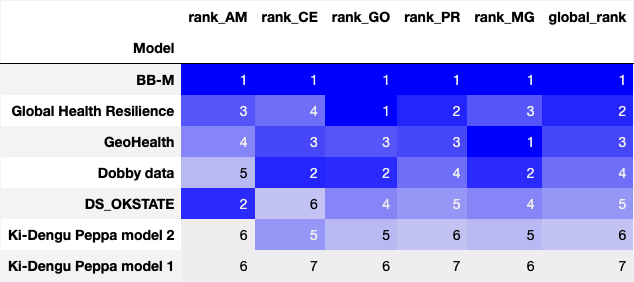 rank_AM rank_CE rank_GO rank_PR rank_MG global_rank
Model
BB-M 1 1 1 1 1 1
Global Health Resilience 3 4 1 2 3 2
GeoHealth 4 3 3 3 1 3
Dobby data 5 2 2 4 2 4
DS_OKSTATE 2 6 4 5 4 5
Ki-Dengu Peppa model 2 6 5 5 6 5 6
Ki-Dengu Peppa model 1 6 7 6 7 6 7